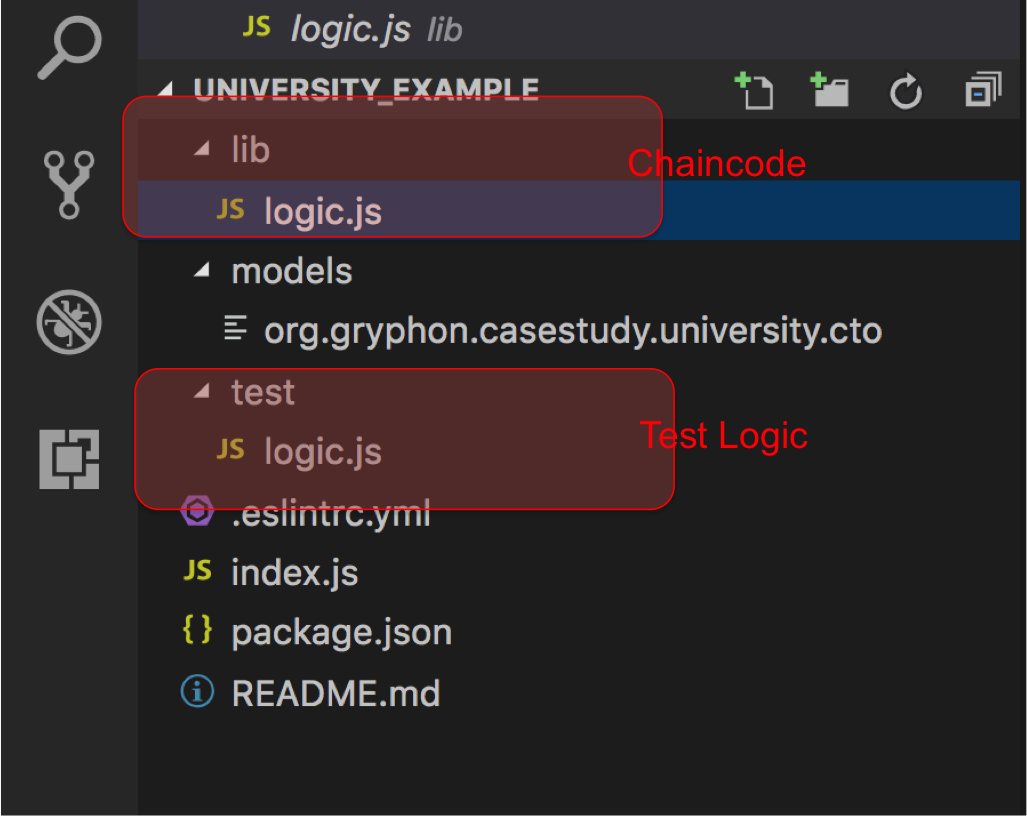 JS logic.js lib
UNIVERSITY_EXAMPLE
lib
Chaincode
JS logic.js
models
org.gryphon.casestudy.university.cto
test
Test Logic
JS logic.js
.eslintrc.yml
JS index.js
{ } package.json
README.md